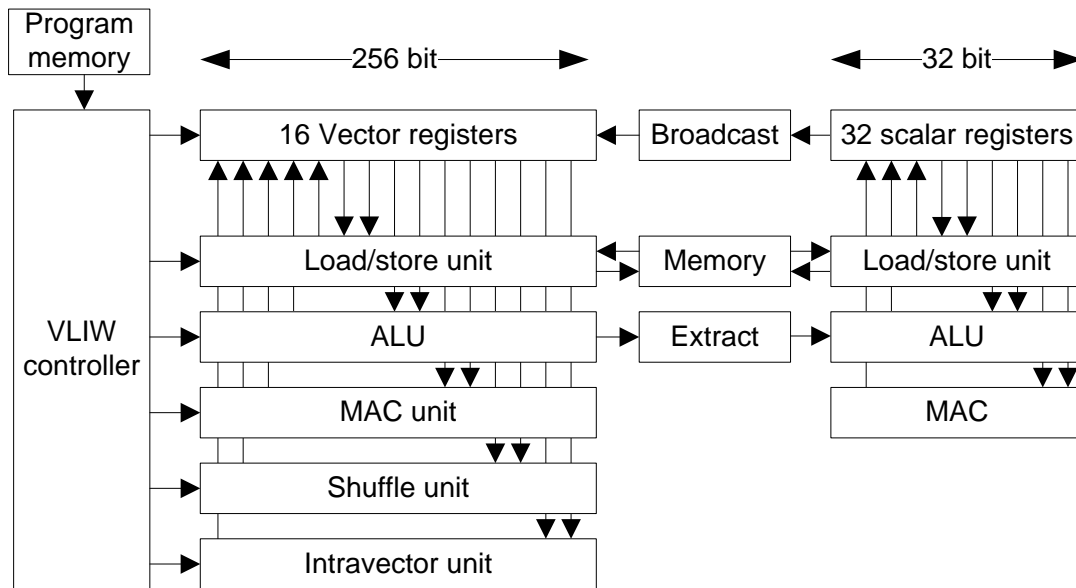 Program
memory
256 bit
32 bit
16 Vector registers
Broadcast
32 scalar registers
Load/store unit
Memory
Load/store unit
VLIW
controller
ALU
Extract
ALU
MAC unit
MAC
Shuffle unit
Intravector unit